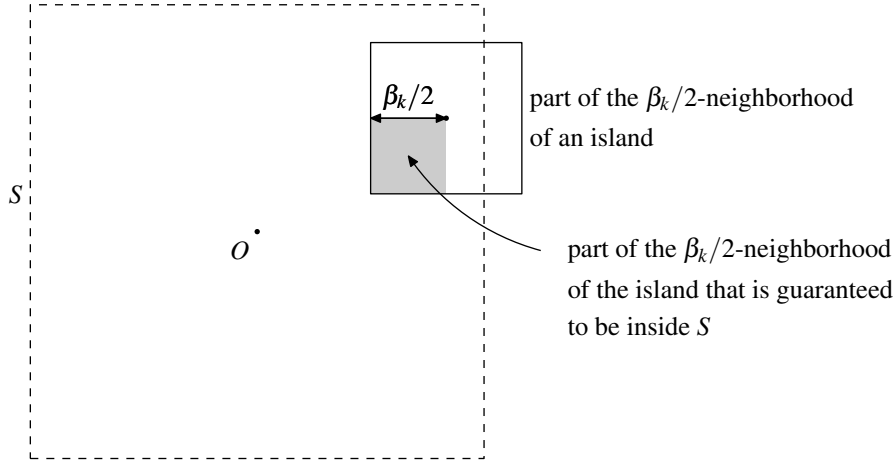 β_k/2
part of the β_k/2-neighborhood
of an island
S
O
part of the β_k/2-neighborhood
of the island that is guaranteed
to be inside S